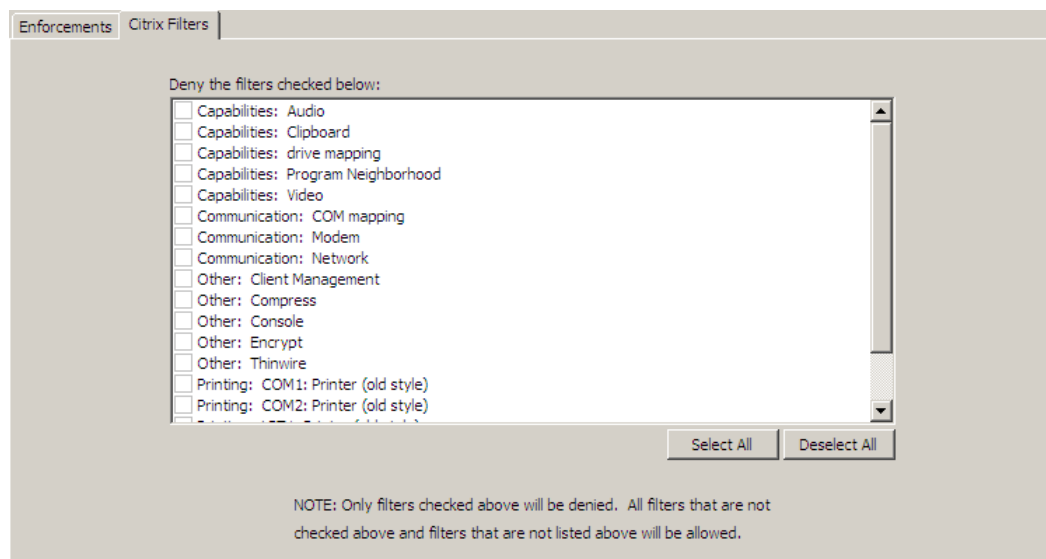 Enforcements Citrix Filters
Deny the filters checked below:
Capabilities: Audio
Capabilities: Clipboard
Capabilities: drive mapping
Capabilities: Program Neighborhood
Capabilities: Video
Communication: COM mapping
Communication: Modem
Communication: Network
Other: Client Management
Other: Compress
Other: Console
Other: Encrypt
Other: Thinwire
Printing: COM1: Printer (old style)
Printing: COM2: Printer (old style)
Select All Deselect All
NOTE: Only filters checked above will be denied. All filters that are not
checked above and filters that are not listed above will be allowed.